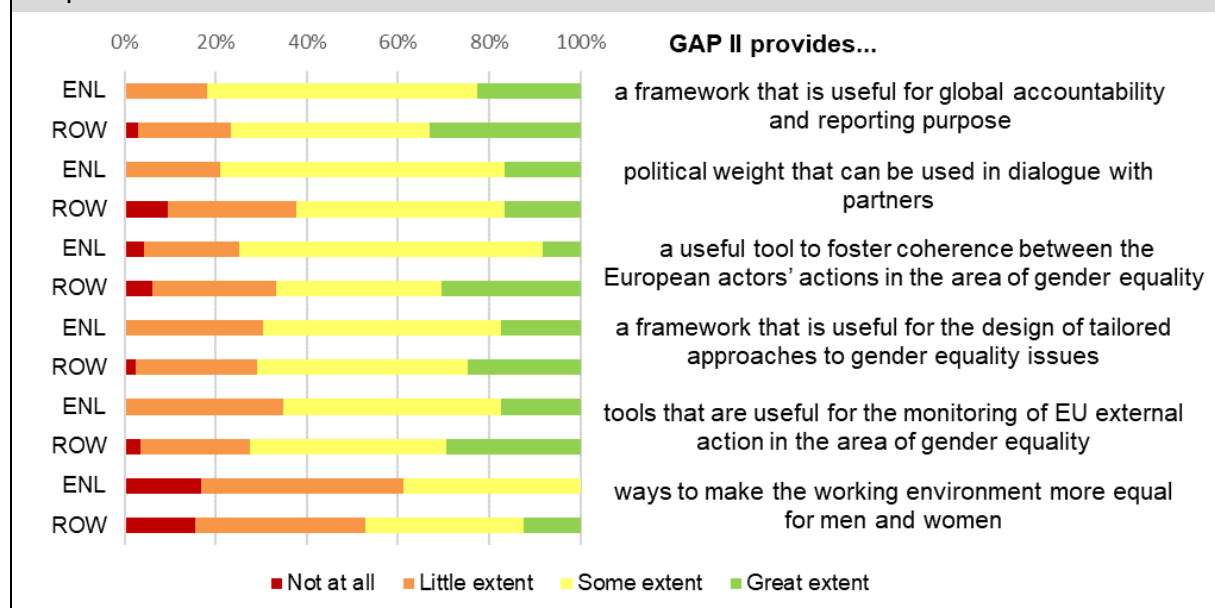 0% 20% 40% 60% 80% 100% GAP II provides...
ENL
a framework that is useful for global accountability
and reporting purpose
ROW
ENL
political weight that can be used in dialogue with
partners
ROW
ENL
a useful tool to foster coherence between the
European actors’ actions in the area of gender equality
ROW
ENL
a framework that is useful for the design of tailored
approaches to gender equality issues
ROW
ENL
tools that are useful for the monitoring of EU external
action in the area of gender equality
ROW
ENL
ways to make the working environment more equal
for men and women
ROW
Not at all Little extent Some extent Great extent